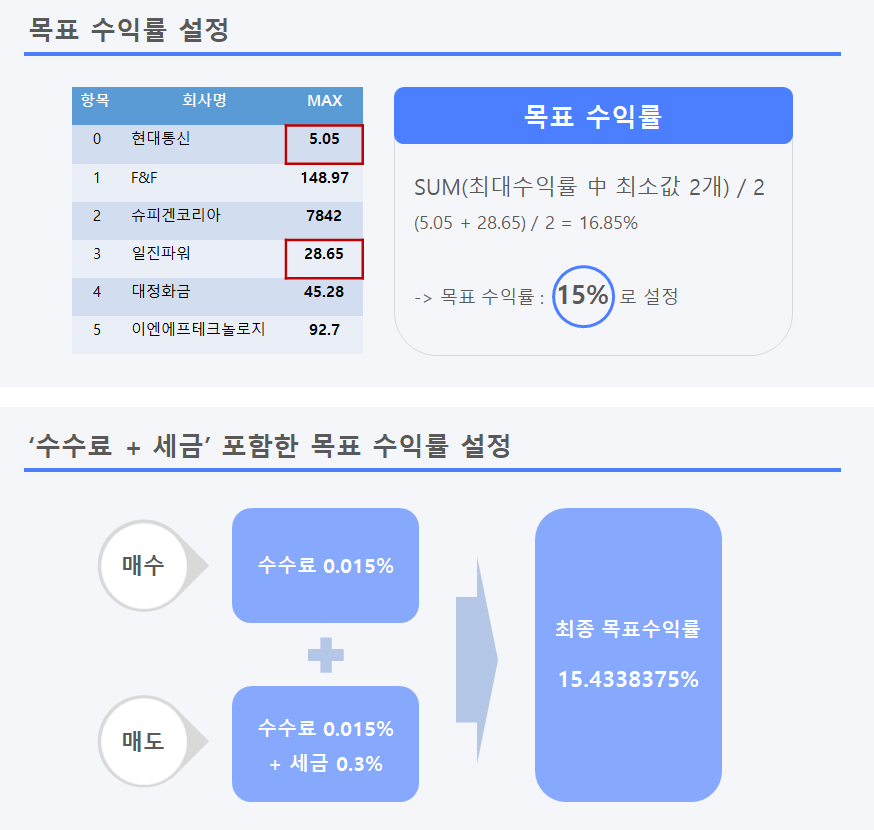 목표 수익률 설정
항목 회사명 MAX
0 현대통신 5.05
1 F&F 148.97
2 슈피겐코리아 7842
3 일진파워 28.65
4 대정화금 45.28
5 이엔에프테크놀로지 92.7
목표 수익률
SUM(최대수익률 中 최소값 2개) / 2
(5.05 + 28.65) / 2 = 16.85%
-> 목표 수익률 : 15% 로 설정
‘수수료 + 세금’ 포함한 목표 수익률 설정
매수
수수료 0.015%
매도
수수료 0.015%
+ 세금 0.3%
최종 목표수익률
15.4338375%